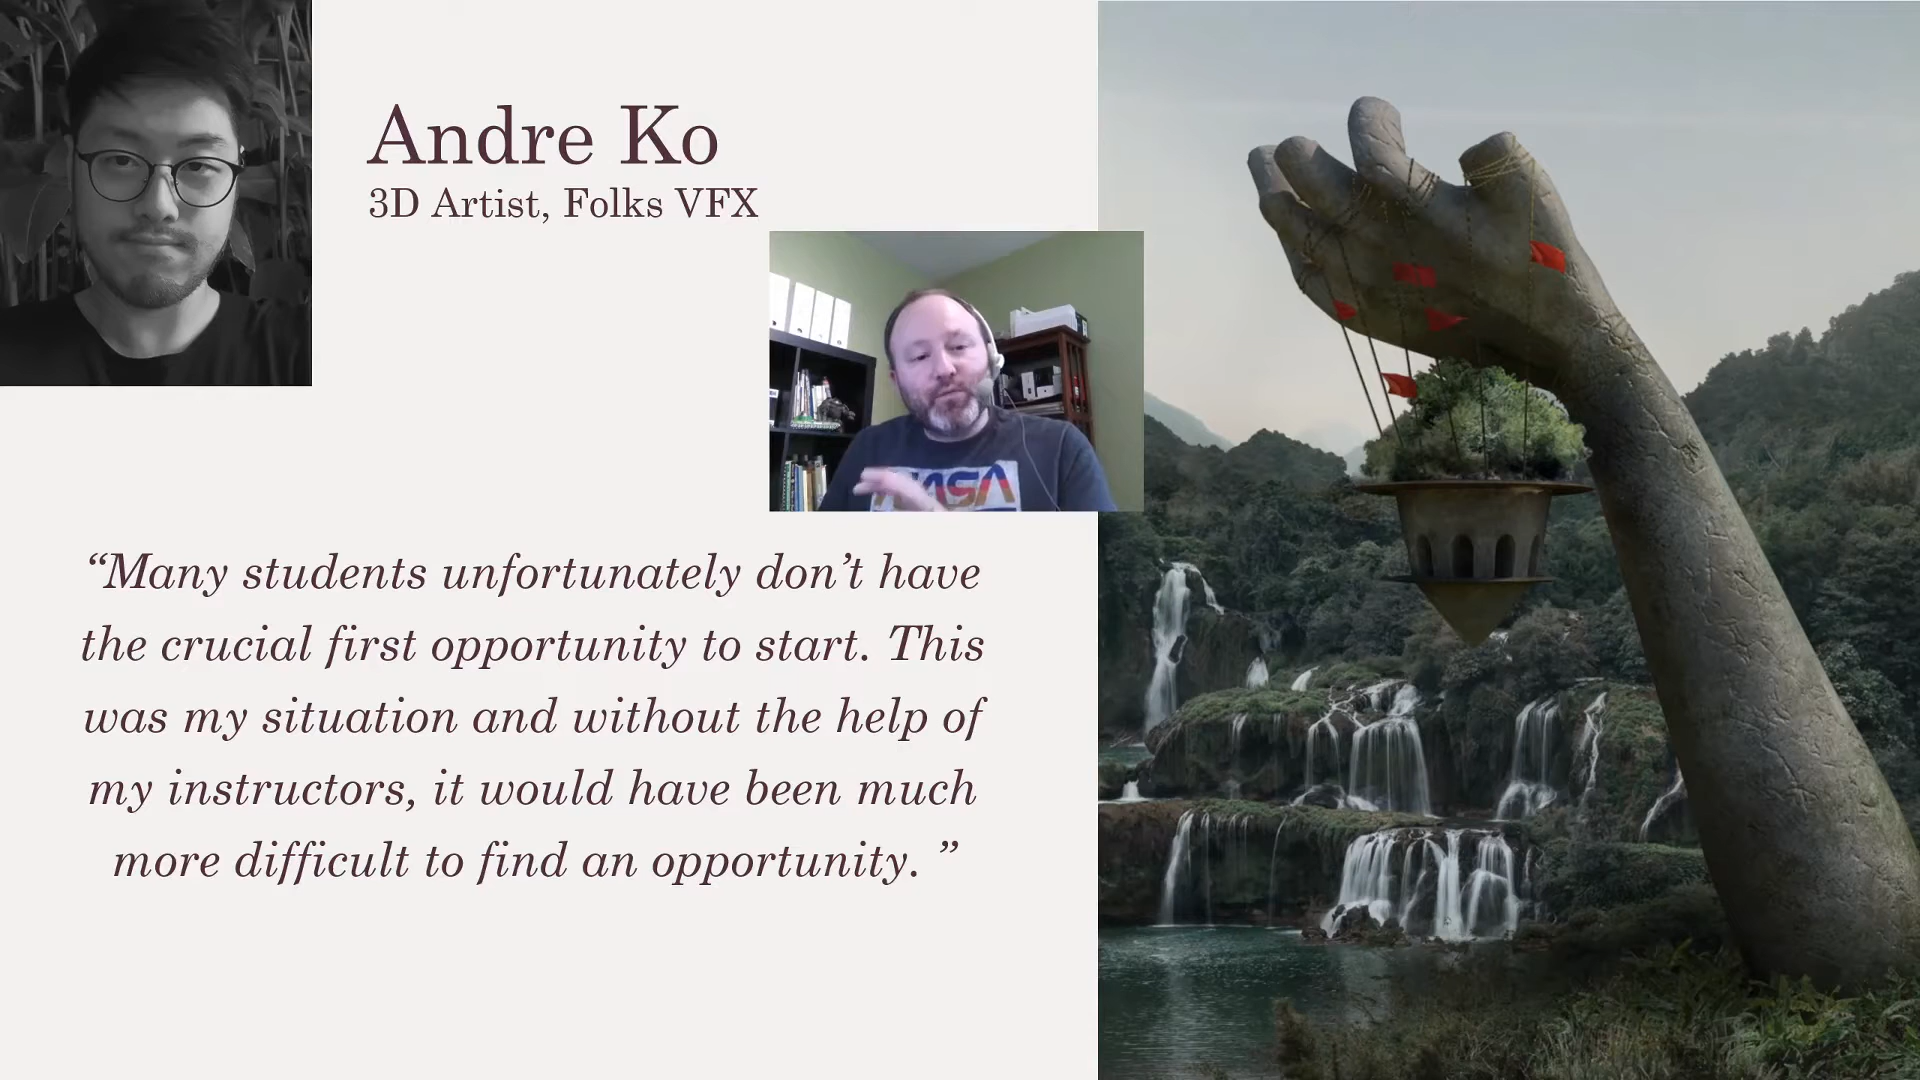 Andre Ko
3D Artist, Folks VFX
NASA
“Many students unfortunately don’t have
the crucial first opportunity to start. This
was my situation and without the help of
my instructors, it would have been much
more difficult to find an opportunity. ”